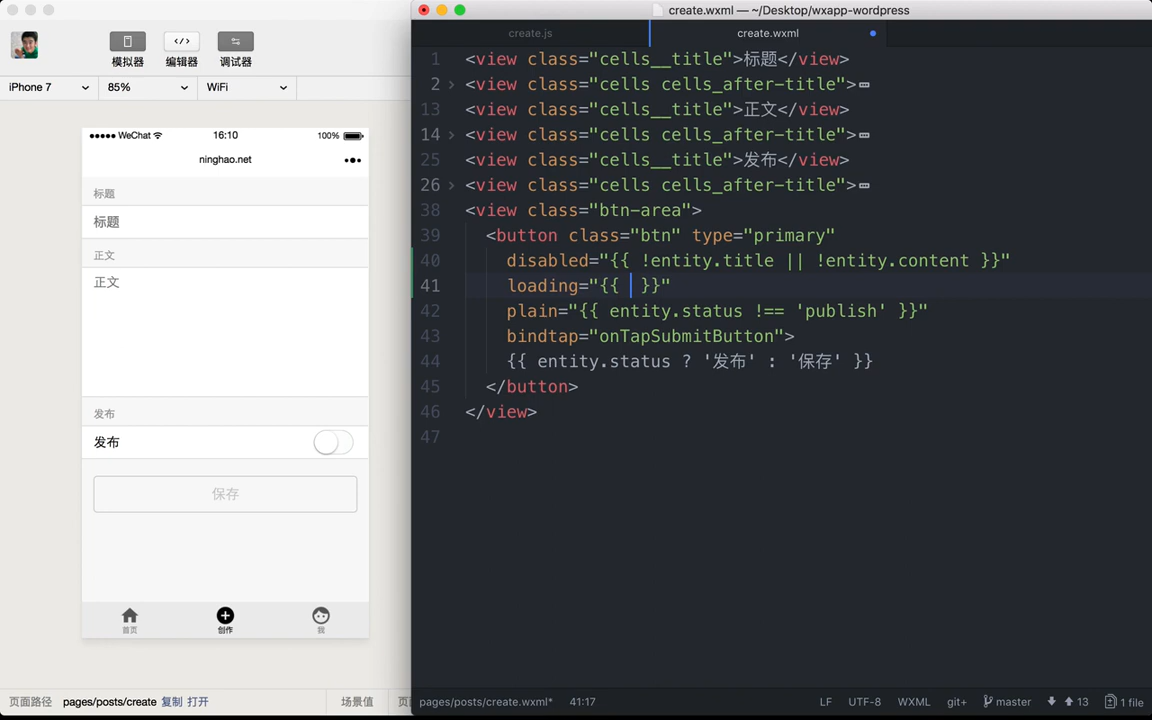 create.wxml — ~/Desktop/wxapp-wordpress
模拟器
编辑器
调试器
iPhone 7
85%
WiFi
●●●●● WeChat
16:10
100%
ninghao.net
标题
标题
正文
正文
发布
发布
保存
首页
创作
我
页面路径
pages/posts/create
复制
打开
场景值
页
create.js
create.wxml
1 <view class="cells__title">标题</view>
2 <view class="cells cells_after-title">
13 <view class="cells__title">正文</view>
14 <view class="cells cells_after-title">
25 <view class="cells__title">发布</view>
26 <view class="cells cells_after-title">
38 <view class="btn-area">
39 <button class="btn" type="primary"
40 disabled="{{ !entity.title || !entity.content }}"
41 loading="{{ }}"
42 plain="{{ entity.status !== 'publish' }}"
43 bindtap="onTapSubmitButton">
44 {{ entity.status ? '发布' : '保存' }}
45 </button>
46 </view>
47
pages/posts/create.wxml*
41:17
LF
UTF-8
WXML
git+
master
13
1 file